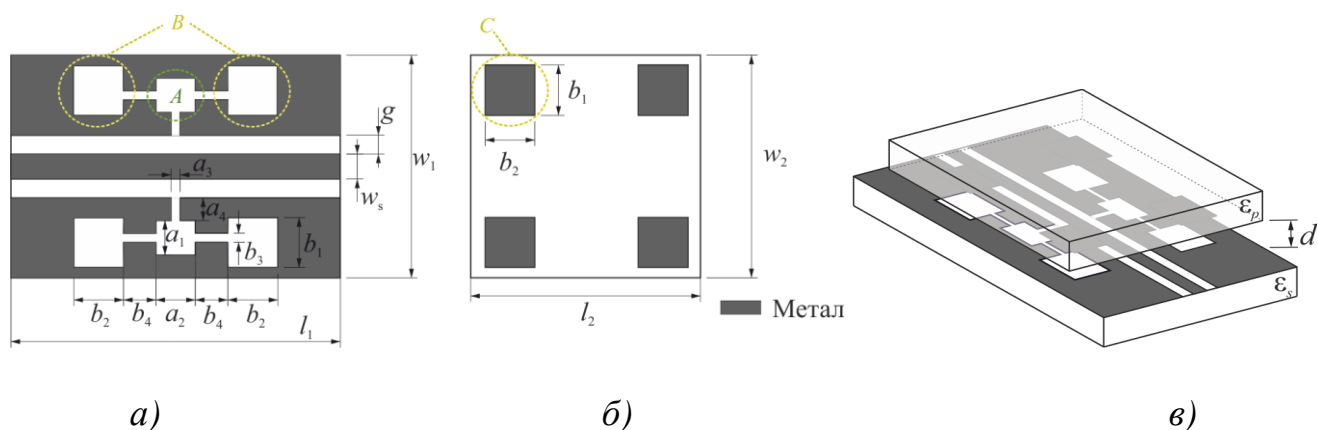 B
A
g
w₁
a₃
wₛ
a₄
a₁
b₃
b₁
b₂
b₄
a₂
b₄
b₂
l₁
C
b₁
b₂
w₂
l₂
Метал
εₚ
d
εₛ
а)
б)
в)